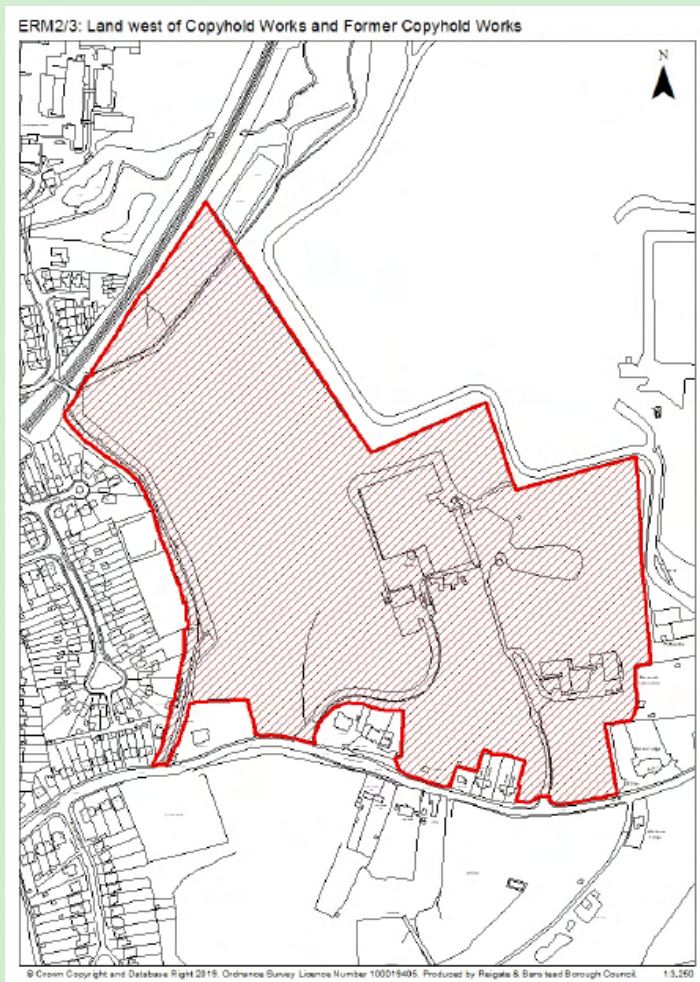 ERM2/3: Land west of Copyhold Works and Former Copyhold Works
N
© Crown Copyright and Database Right 2019. Ordnance Survey Licence Number 100019405. Produced by Reigate & Banstead Borough Council. 1:3,250